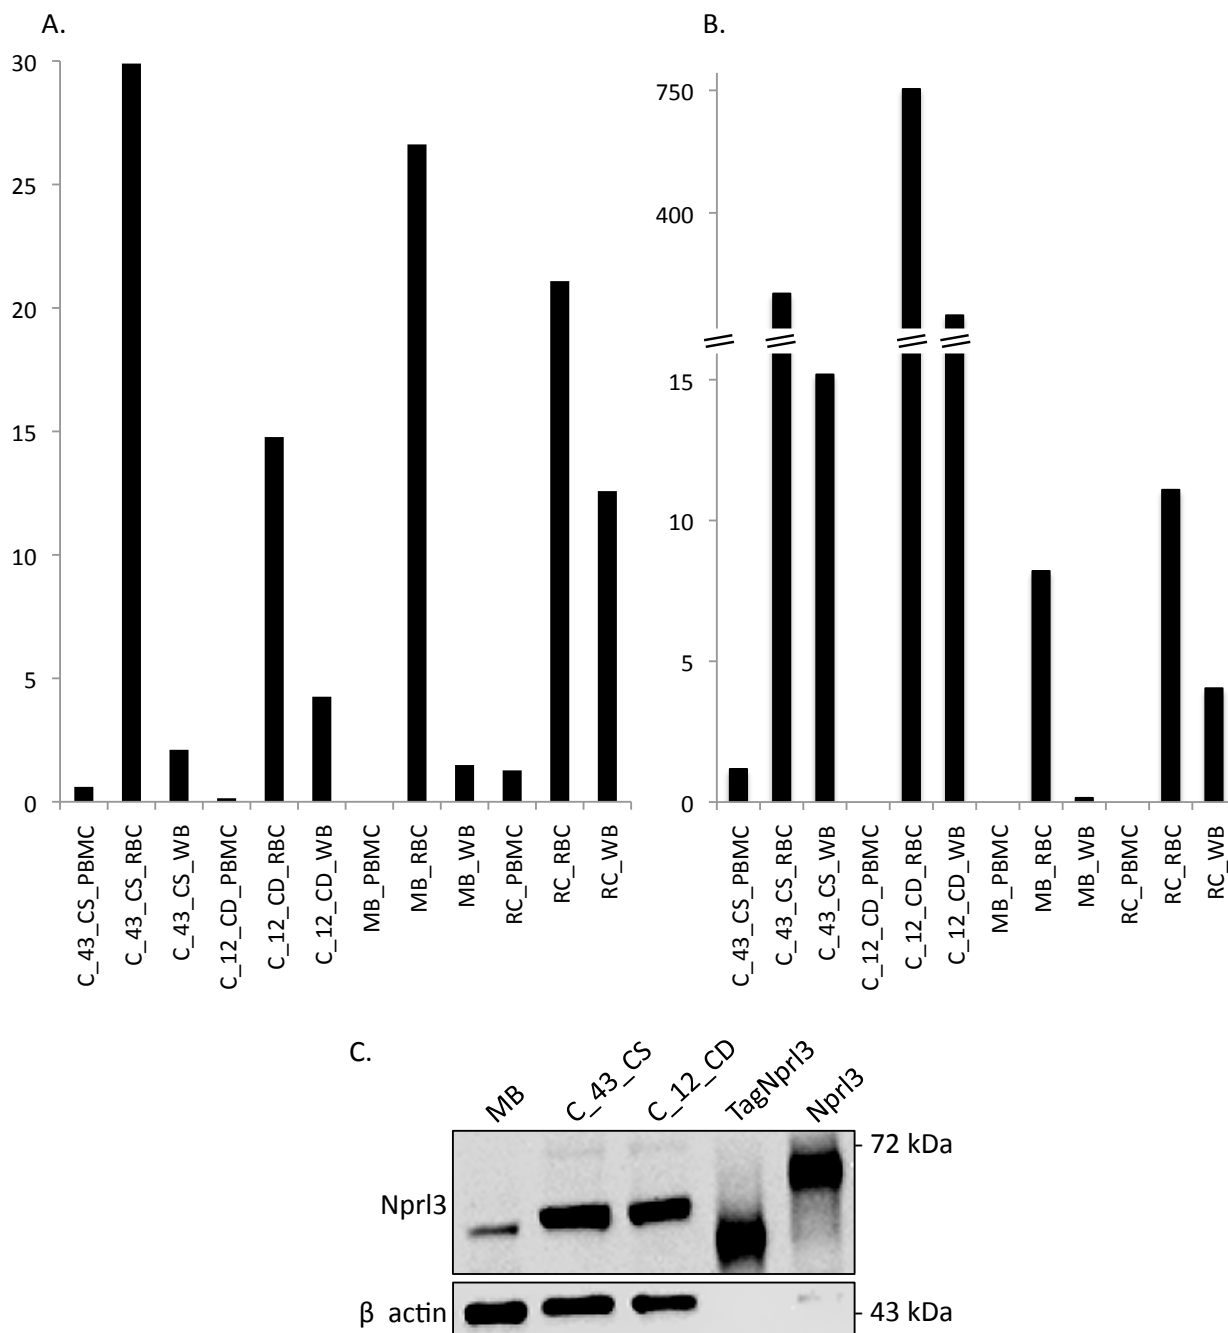 A.
30
25
20
15
10
5
0
C_43_CS_PBMC
C_43_CS_RBC
C_43_CS_WB
C_12_CD_PBMC
C_12_CD_RBC
C_12_CD_WB
MB_PBMC
MB_RBC
MB_WB
RC_PBMC
RC_RBC
RC_WB
B.
750
400
15
10
5
0
C_43_CS_PBMC
C_43_CS_RBC
C_43_CS_WB
C_12_CD_PBMC
C_12_CD_RBC
C_12_CD_WB
MB_PBMC
MB_RBC
MB_WB
RC_PBMC
RC_RBC
RC_WB
C.
MB
C_43_CS
C_12_CD
TagNprl3
Nprl3
Nprl3
72 kDa
β actin
43 kDa